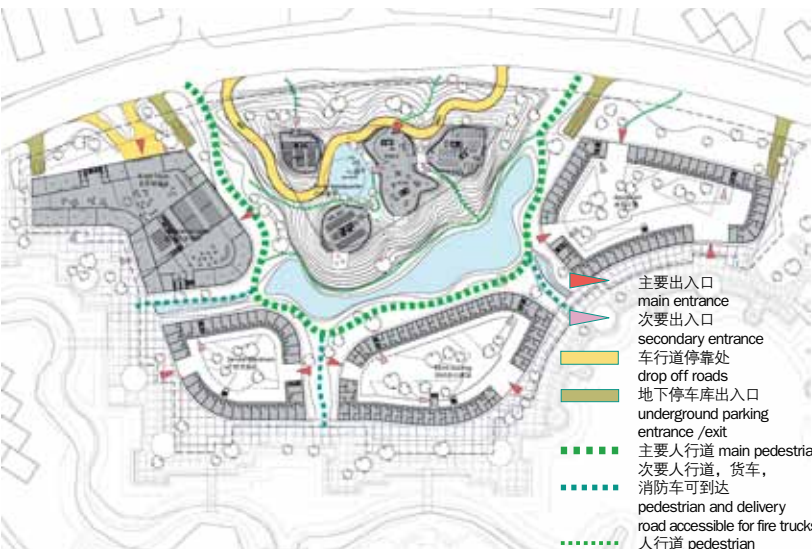 主要出入口
main entrance
次要出入口
secondary entrance
车行道停靠处
drop off roads
地下停车库出入口
underground parking
entrance /exit
主要人行道 main pedestria
次要人行道，货车，
消防车可到达
pedestrian and delivery
road accessible for fire trucks
人行道 pedestrian